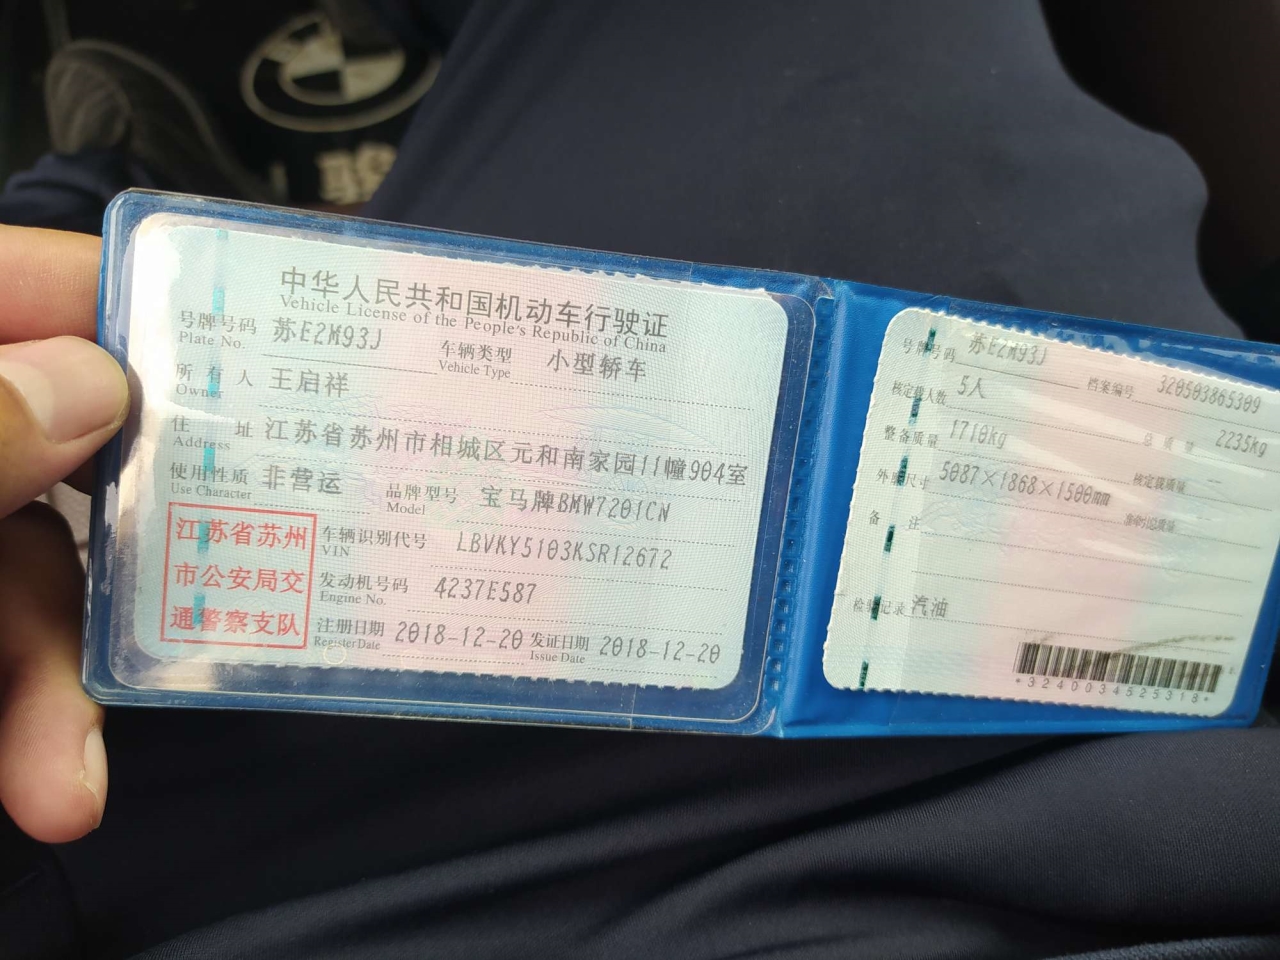 中华人民共和国机动车行驶证
Vehicle License of the People's Republic of China
号牌号码 苏E2M93J 车辆类型 小型轿车
Plate No. Vehicle Type
所有人 王启祥
Owner
住址 江苏省苏州市相城区元和南家园11幢904室
Address
使用性质 非营运 品牌型号 宝马牌BMW7201CN
Use Character Model
江苏省苏州
市公安局交
通警察支队
车辆识别代号 LBVKY5103KSR12672
VIN
发动机号码 4237E587
Engine No.
注册日期 2018-12-20 发证日期 2018-12-20
Register Date Issue Date
号牌号码 苏E2M93J 档案编号 320503865309
核定载人数 5人 总质量 2235kg
整备质量 1710kg 核定载质量 --
外廓尺寸 5087×1868×1500mm
备注
检验记录 汽油
*3240034525318*